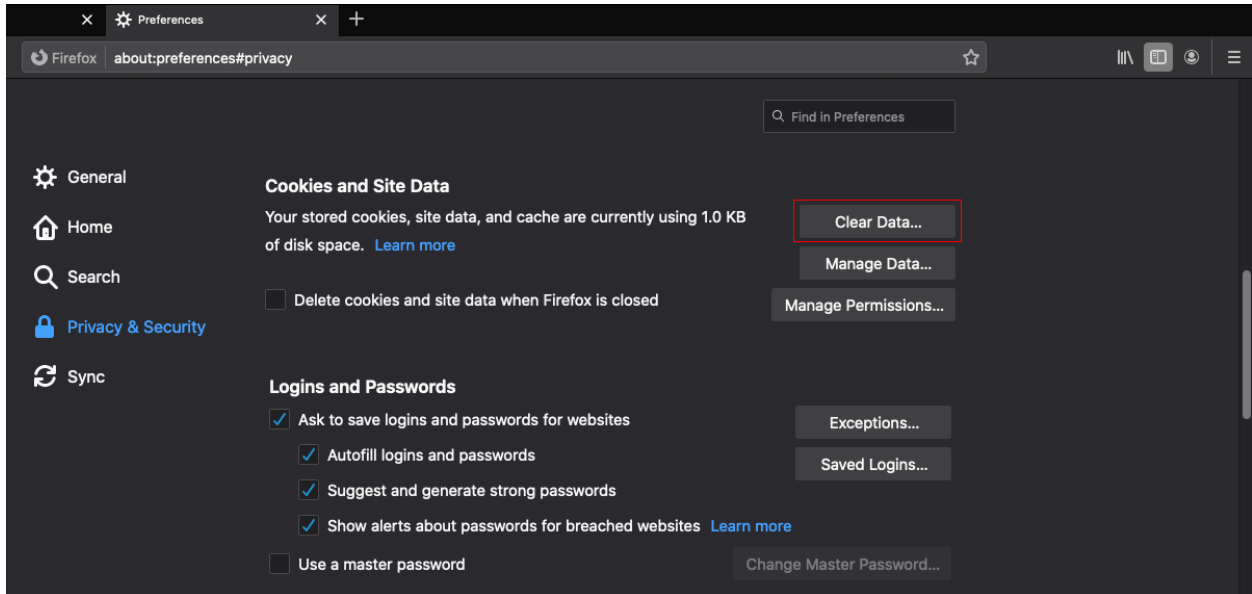 Preferences
Firefox about:preferences#privacy
Find in Preferences
General
Home
Search
Privacy & Security
Sync
Cookies and Site Data
Your stored cookies, site data, and cache are currently using 1.0 KB
of disk space. Learn more
Clear Data...
Manage Data...
Delete cookies and site data when Firefox is closed
Manage Permissions...
Logins and Passwords
Ask to save logins and passwords for websites
Exceptions...
Autofill logins and passwords
Saved Logins...
Suggest and generate strong passwords
Show alerts about passwords for breached websites Learn more
Use a master password
Change Master Password...